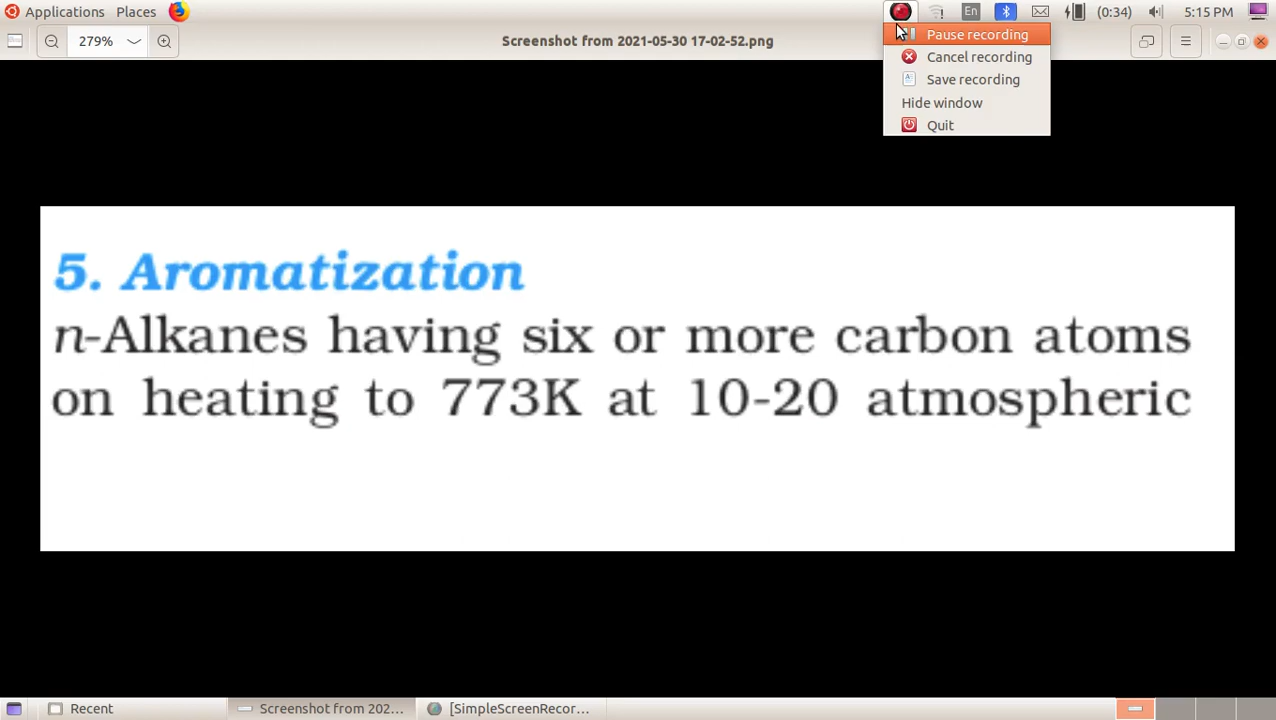 Applications Places En (0:34) 5:15 PM
279% Screenshot from 2021-05-30 17-02-52.png
Pause recording
Cancel recording
Save recording
Hide window
Quit
5. Aromatization
n-Alkanes having six or more carbon atoms
on heating to 773K at 10-20 atmospheric
Recent Screenshot from 202... [SimpleScreenRecor...